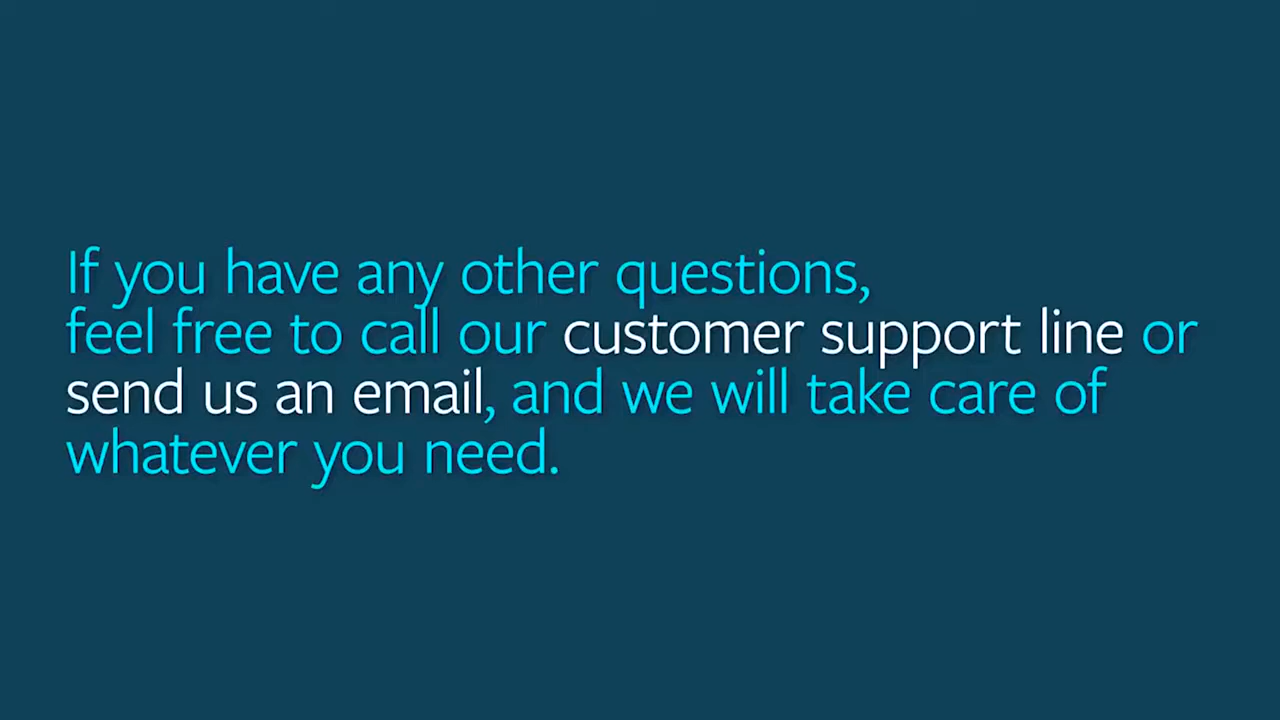 If you have any other questions,
feel free to call our customer support line or
send us an email, and we will take care of
whatever you need.